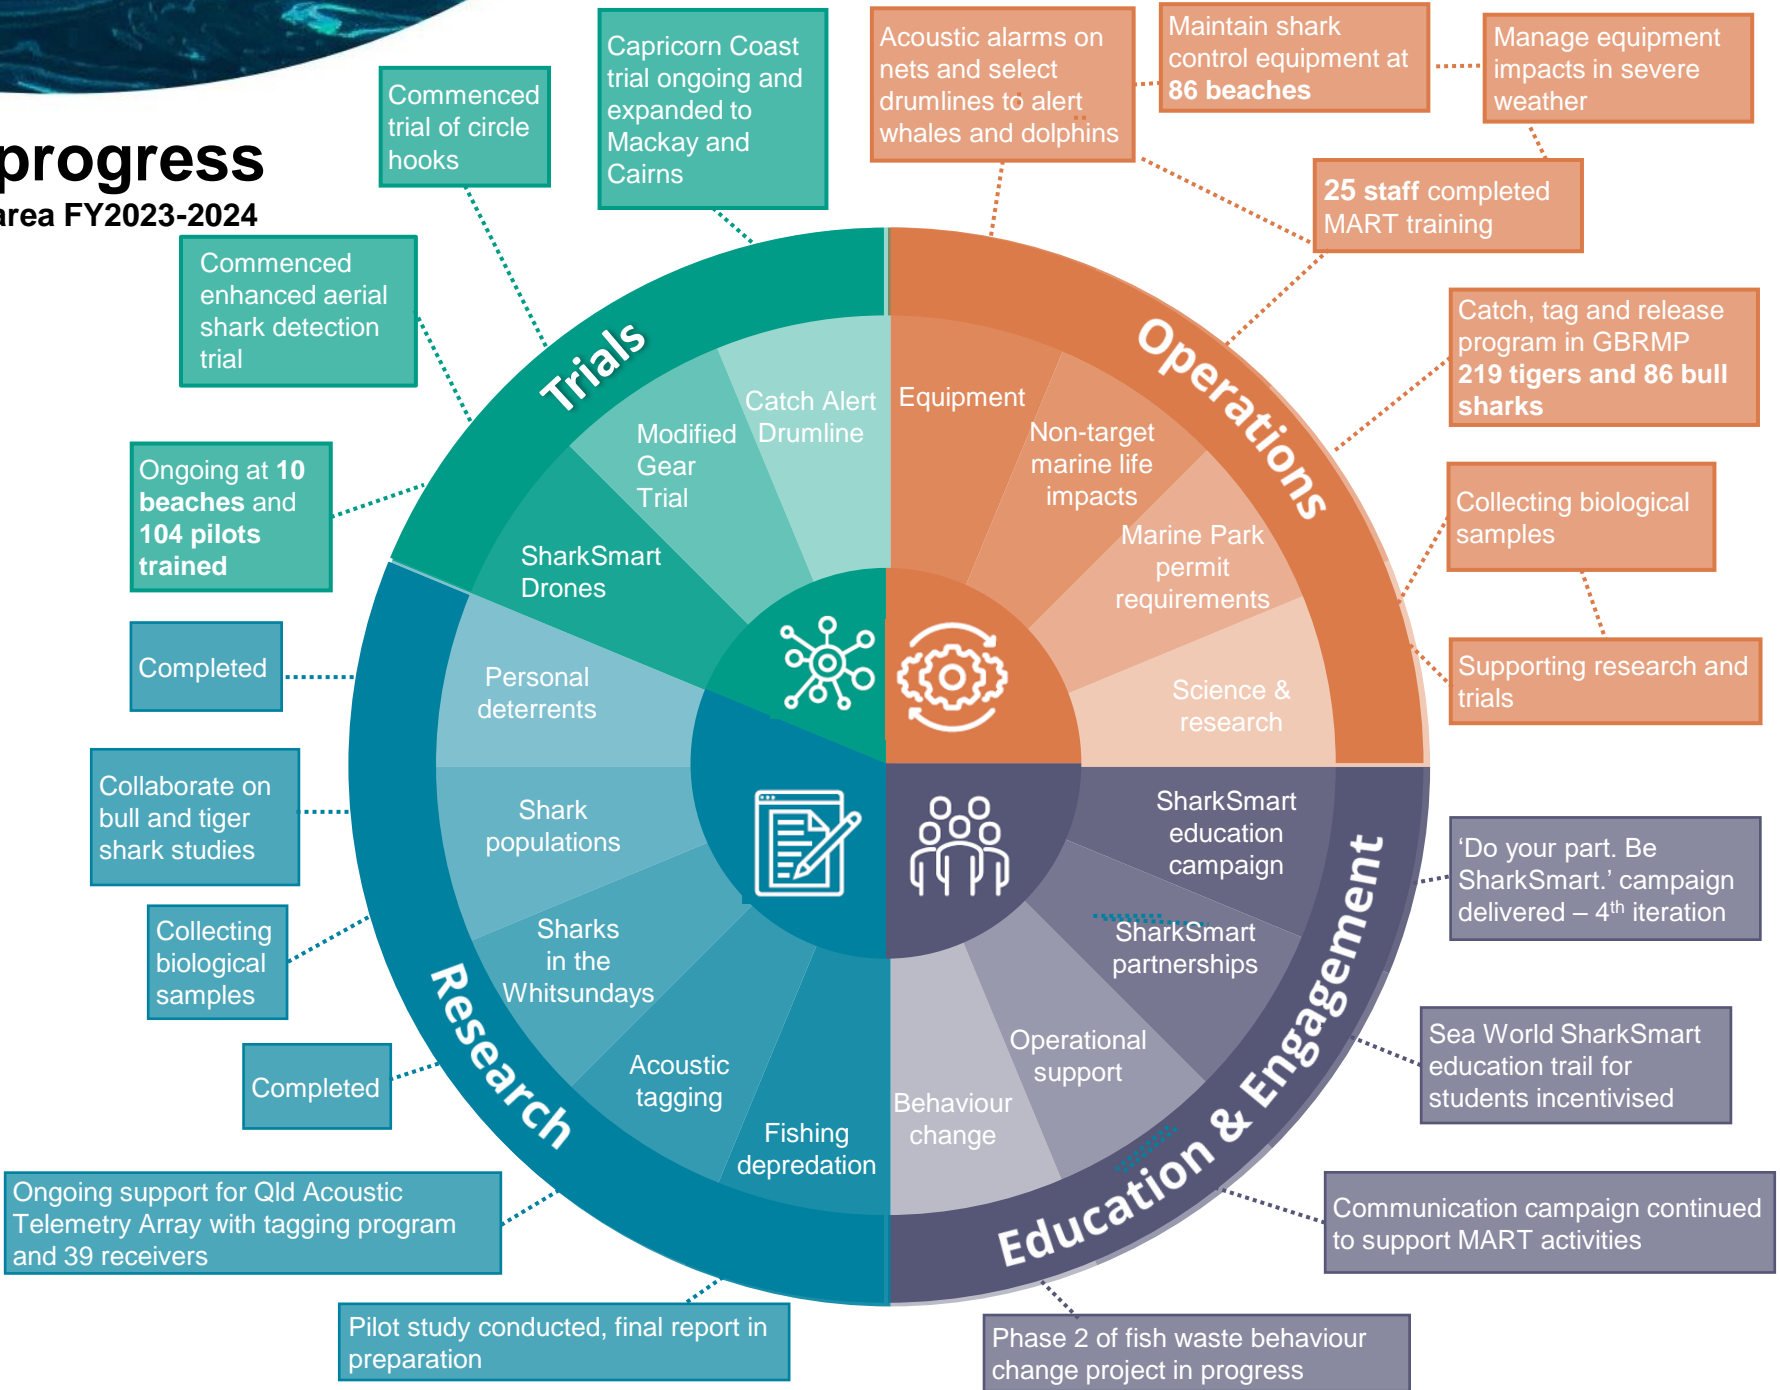 progress
area FY2023-2024
Commenced
trial of circle
hooks
Capricorn Coast
trial ongoing and
expanded to
Mackay and
Cairns
Acoustic alarms on
nets and select
drumlines to alert
whales and dolphins
Maintain shark
control equipment at
86 beaches
Manage equipment
impacts in severe
weather
25 staff completed
MART training
Commenced
enhanced aerial
shark detection
trial
Catch, tag and release
program in GBRMP
219 tigers and 86 bull
sharks
Ongoing at 10
beaches and
104 pilots
trained
Collecting biological
samples
Supporting research and
trials
Trials
Operations
Catch Alert
Drumline
Modified
Gear
Trial
SharkSmart
Drones
Equipment
Non-target
marine life
impacts
Marine Park
permit
requirements
Science &
research
Completed
Personal
deterrents
Collaborate on
bull and tiger
shark studies
Shark
populations
Collecting
biological
samples
Sharks
in the
Whitsundays
Completed
Acoustic
tagging
Fishing
depredation
Research
Ongoing support for Qld Acoustic
Telemetry Array with tagging program
and 39 receivers
Pilot study conducted, final report in
preparation
SharkSmart
education
campaign
SharkSmart
partnerships
Operational
support
Behaviour
change
Education & Engagement
‘Do your part. Be
SharkSmart.’ campaign
delivered – 4th iteration
Sea World SharkSmart
education trail for
students incentivised
Communication campaign continued
to support MART activities
Phase 2 of fish waste behaviour
change project in progress